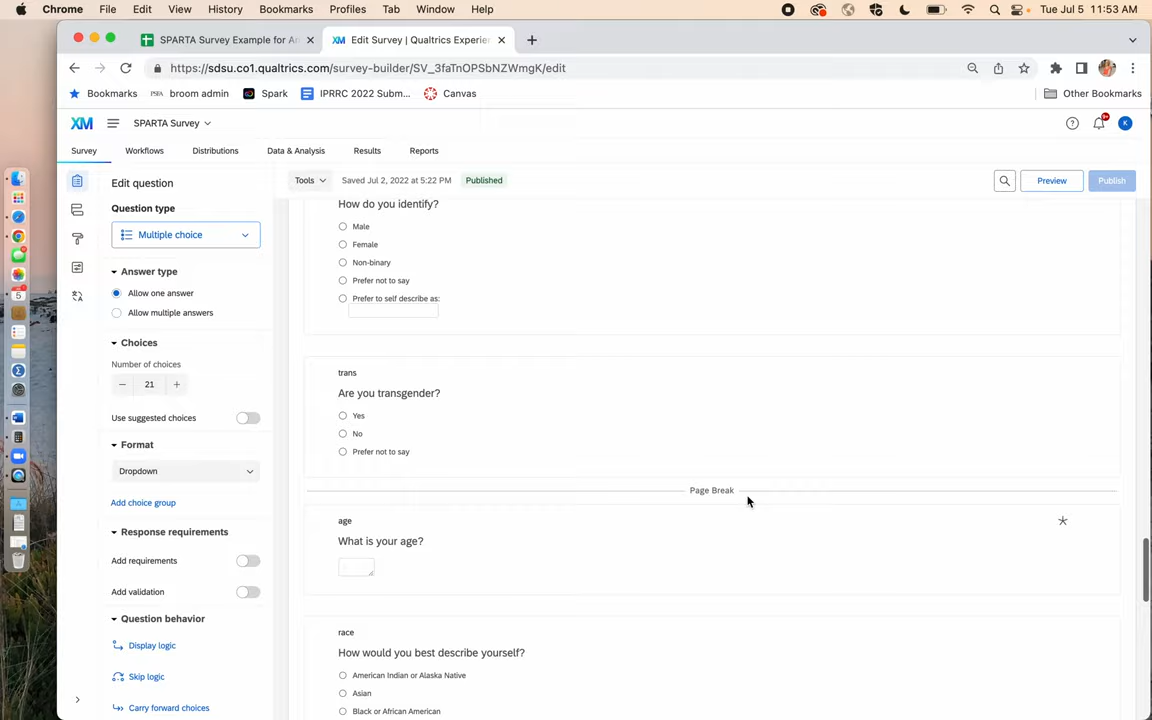 Chrome File Edit View History Bookmarks Profiles Tab Window Help Tue Jul 5 11:53 AM
SPARTA Survey Example for An
XM Edit Survey | Qualtrics Experien
https://sdsu.co1.qualtrics.com/survey-builder/SV_3faTnOPSbNZWmgK/edit
Bookmarks broom admin Spark IPRRC 2022 Subm... Canvas Other Bookmarks
XM SPARTA Survey K
Survey Workflows Distributions Data & Analysis Results Reports
Edit question
Question type
Multiple choice
Answer type
Allow one answer
Allow multiple answers
Choices
Number of choices
21
Use suggested choices
Format
Dropdown
Add choice group
Response requirements
Add requirements
Add validation
Question behavior
Display logic
Skip logic
Carry forward choices
Tools Saved Jul 2, 2022 at 5:22 PM Published Preview Publish
How do you identify?
Male
Female
Non-binary
Prefer not to say
Prefer to self describe as:
trans
Are you transgender?
Yes
No
Prefer not to say
Page Break
age
What is your age?
race
How would you best describe yourself?
American Indian or Alaska Native
Asian
Black or African American